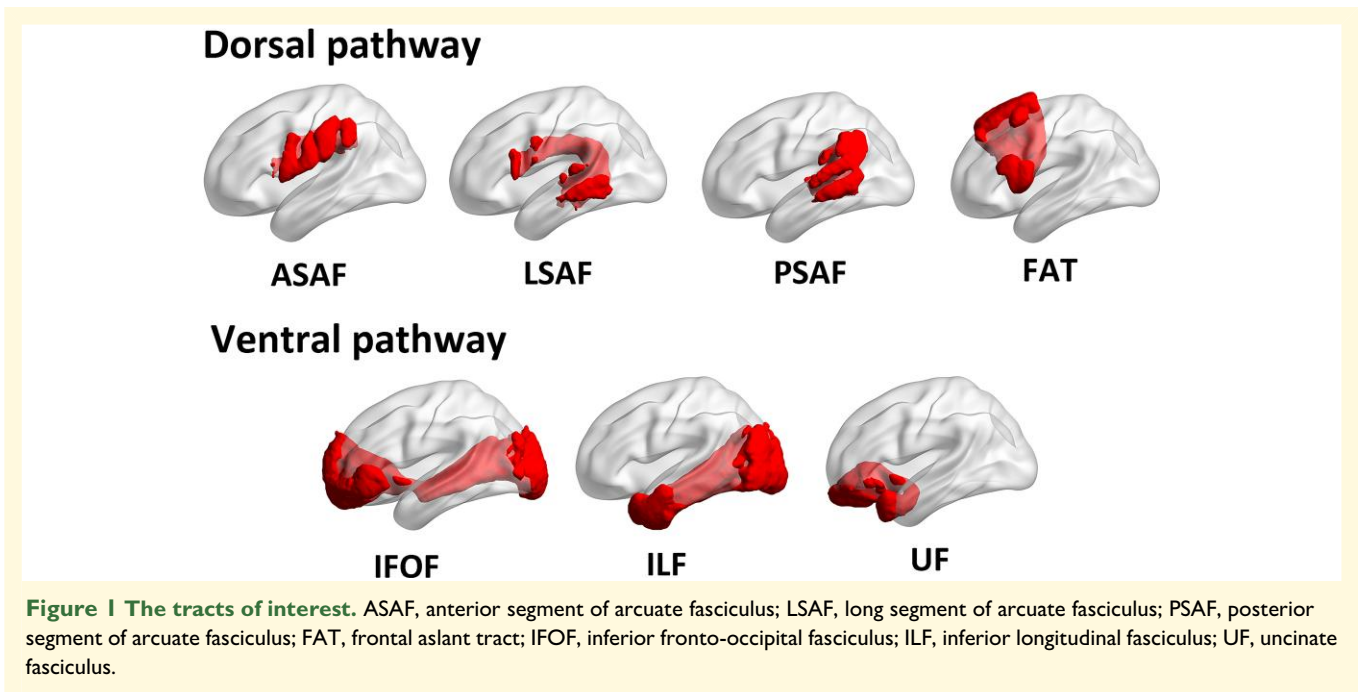 Dorsal pathway
ASAF LSAF PSAF FAT
Ventral pathway
IFOF ILF UF
Figure 1 The tracts of interest. ASAF, anterior segment of arcuate fasciculus; LSAF, long segment of arcuate fasciculus; PSAF, posterior
segment of arcuate fasciculus; FAT, frontal aslant tract; IFOF, inferior fronto-occipital fasciculus; ILF, inferior longitudinal fasciculus; UF, uncinate
fasciculus.